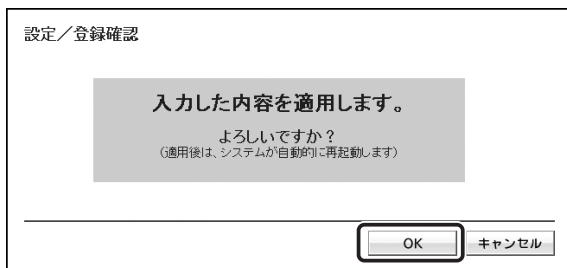 設定／登録確認
入力した内容を適用します。
よろしいですか？
（適用後は、システムが自動的に再起動します）
OK
キャンセル